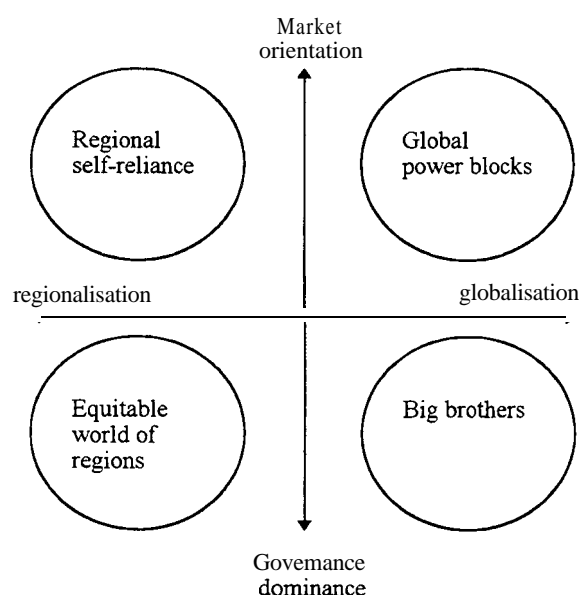 Market
orientation
Regional
self-reliance
Global
power blocks
regionalisation
globalisation
Equitable
world of
regions
Big brothers
Govemance
dominance